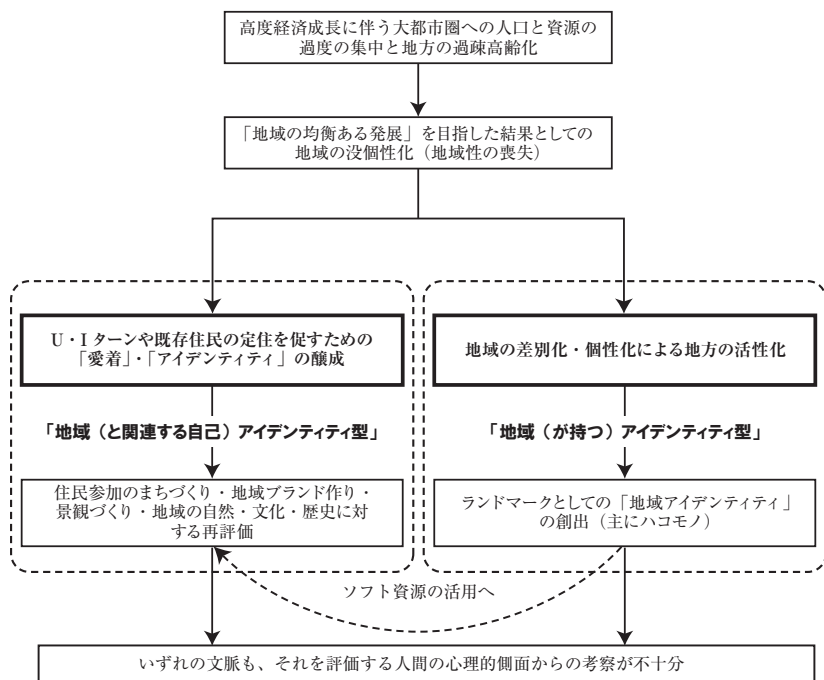 高度経済成長に伴う大都市圏への人口と資源の
過度の集中と地方の過疎高齢化
「地域の均衡ある発展」を目指した結果としての
地域の没個性化（地域性の喪失）
U・Iターンや既存住民の定住を促すための
「愛着」・「アイデンティティ」の醸成
「地域（と関連する自己）アイデンティティ型」
住民参加のまちづくり・地域ブランド作り・
景観づくり・地域の自然・文化・歴史に対
する再評価
地域の差別化・個性化による地方の活性化
「地域（が持つ）アイデンティティ型」
ランドマークとしての「地域アイデンティティ」
の創出（主にハコモノ）
ソフト資源の活用へ
いずれの文脈も、それを評価する人間の心理的側面からの考察が不十分